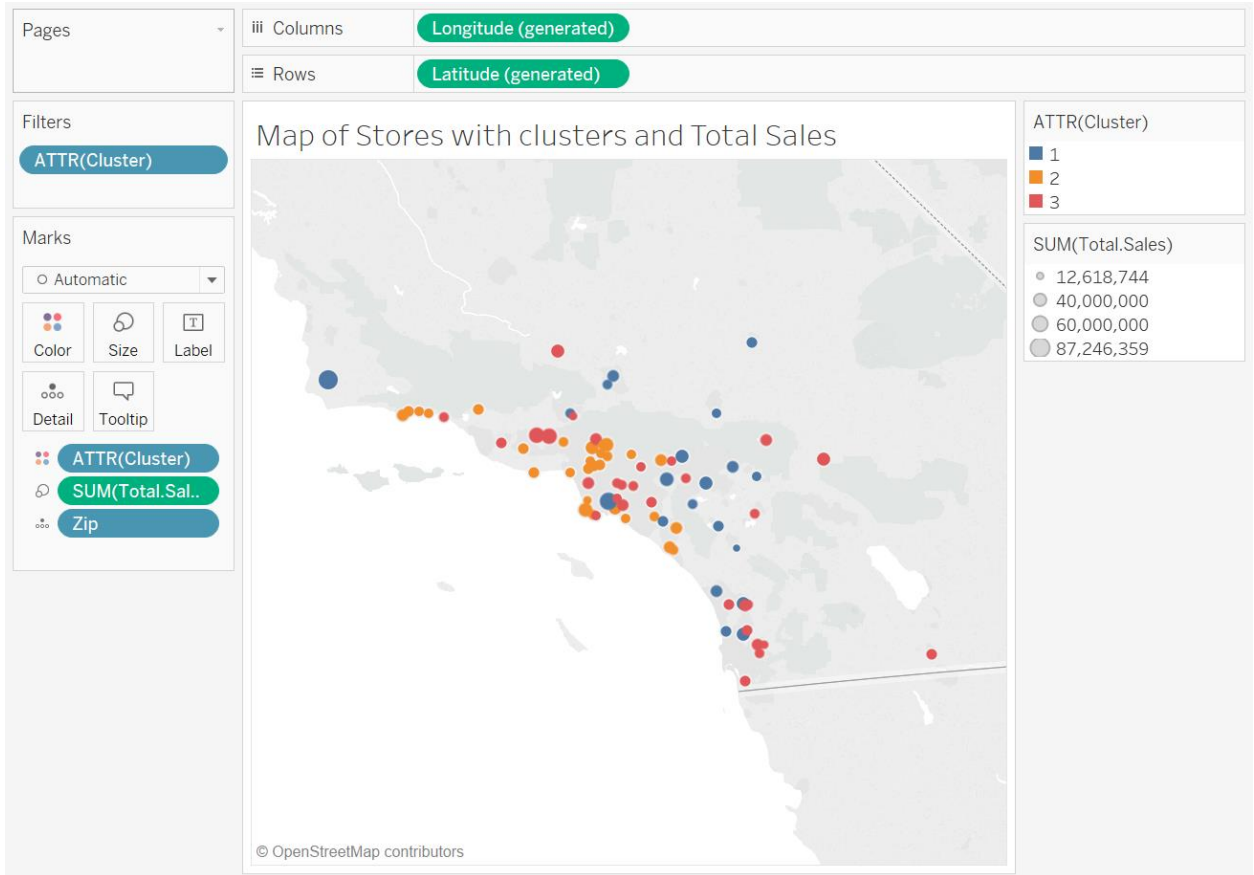 Pages
iii Columns
Longitude (generated)
Rows
Latitude (generated)
Filters
ATTR(Cluster)
Marks
Automatic
Color
Size
T
Label
Detail
Tooltip
ATTR(Cluster)
SUM(Total.Sal..
Zip
Map of Stores with clusters and Total Sales
© OpenStreetMap contributors
ATTR(Cluster)
1
2
3
SUM(Total.Sales)
12,618,744
40,000,000
60,000,000
87,246,359